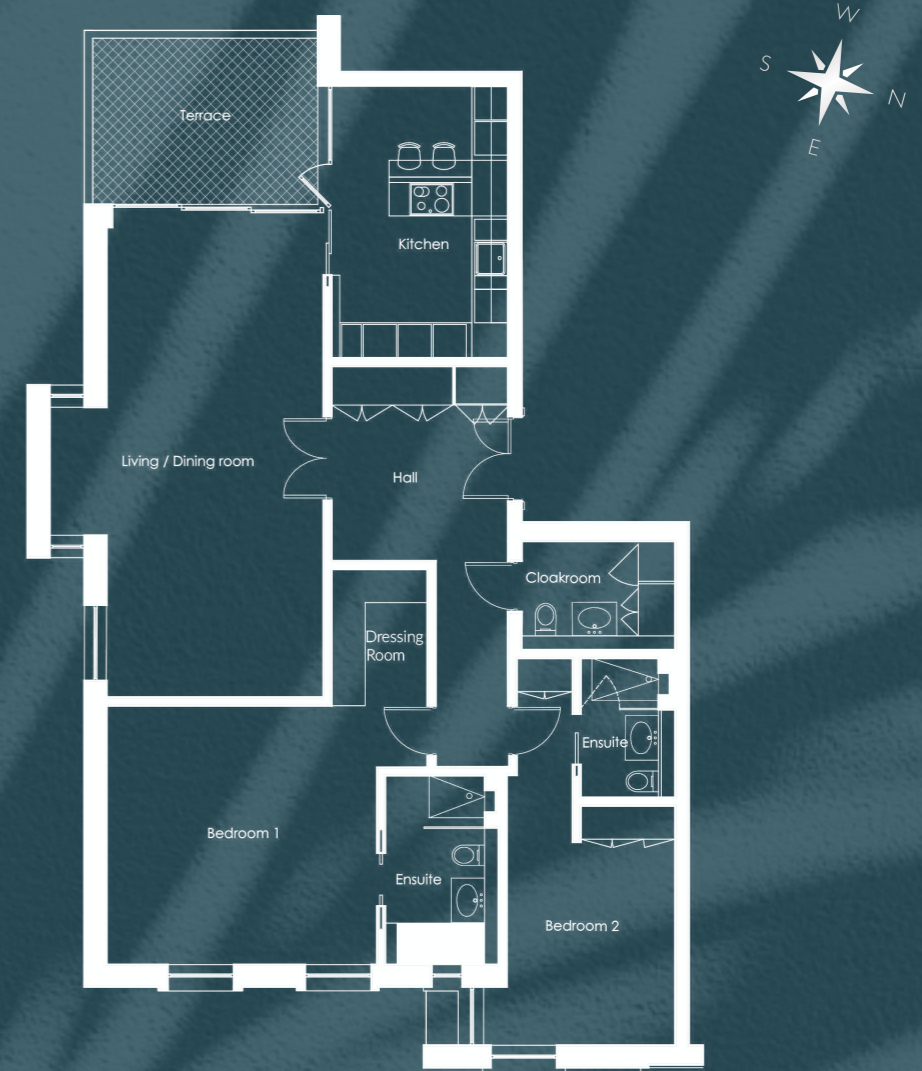 W
S
N
E
Terrace
Kitchen
Living / Dining room
Hall
Cloakroom
Dressing
Room
Ensuite
Bedroom 1
Ensuite
Bedroom 2